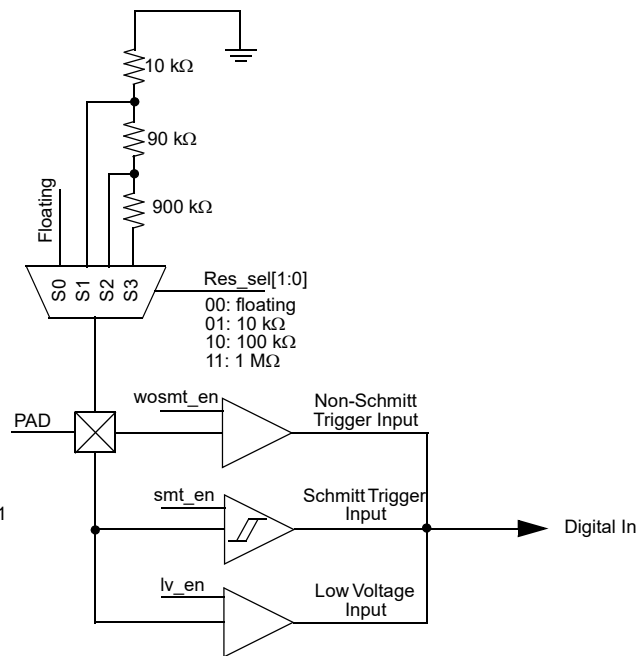 10 kΩ
90 kΩ
900 kΩ
Floating
S0
S1
S2
S3
Res_sel[1:0]
00: floating
01: 10 kΩ
10: 100 kΩ
11: 1 MΩ
wosmt_en
Non-Schmitt
Trigger Input
PAD
smt_en
Schmitt Trigger
Input
1
Digital In
lv_en
Low Voltage
Input